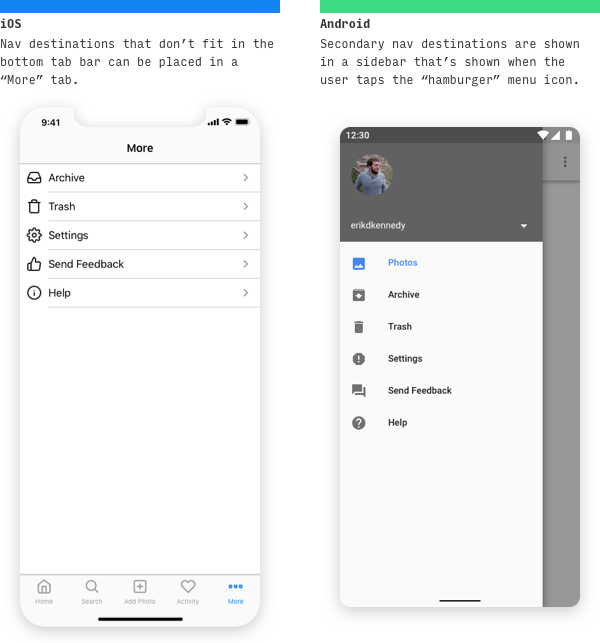 iOS
Nav destinations that don’t fit in the
bottom tab bar can be placed in a
“More” tab.
9:41
More
Archive
Trash
Settings
Send Feedback
Help
Home
Search
Add Photo
Activity
More
Android
Secondary nav destinations are shown
in a sidebar that’s shown when the
user taps the “hamburger” menu icon.
12:30
erikdkennedy
Photos
Archive
Trash
Settings
Send Feedback
Help